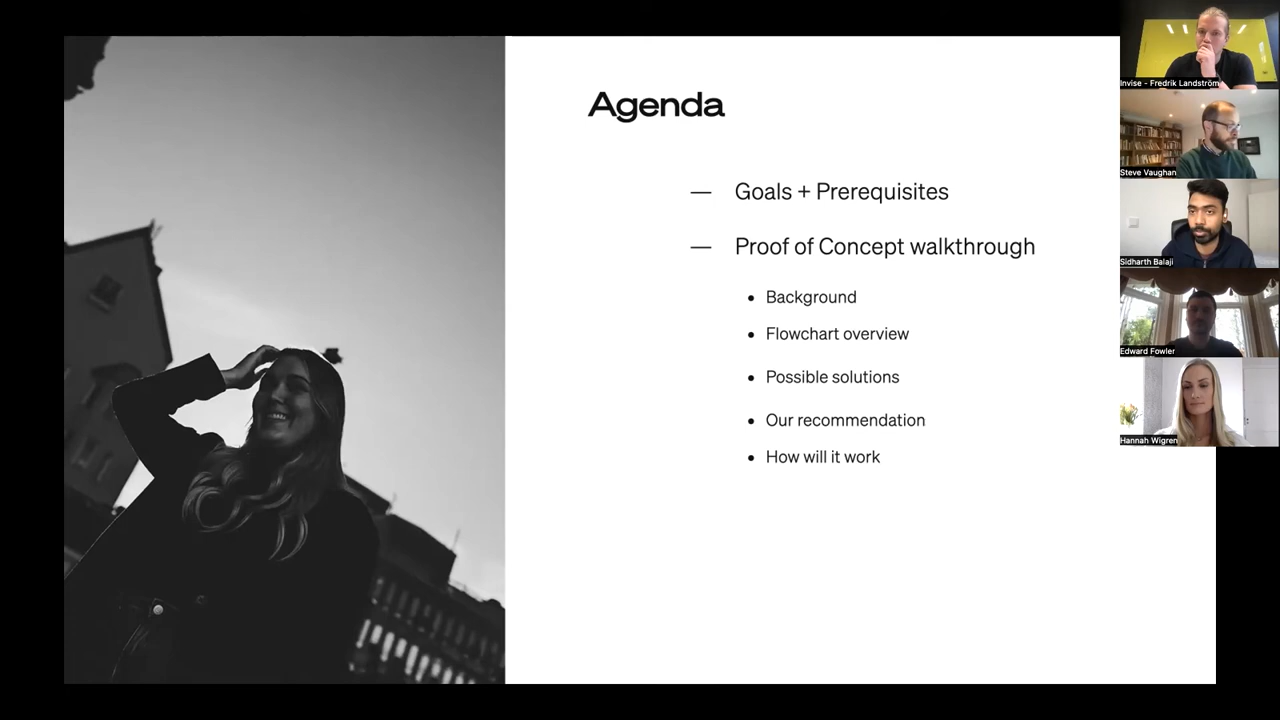 Agenda
— Goals + Prerequisites
— Proof of Concept walkthrough
• Background
• Flowchart overview
• Possible solutions
• Our recommendation
• How will it work
Invise - Fredrik Landström
Steve Vaughan
Sidharth Balaji
Edward Fowler
Hannah Wigren